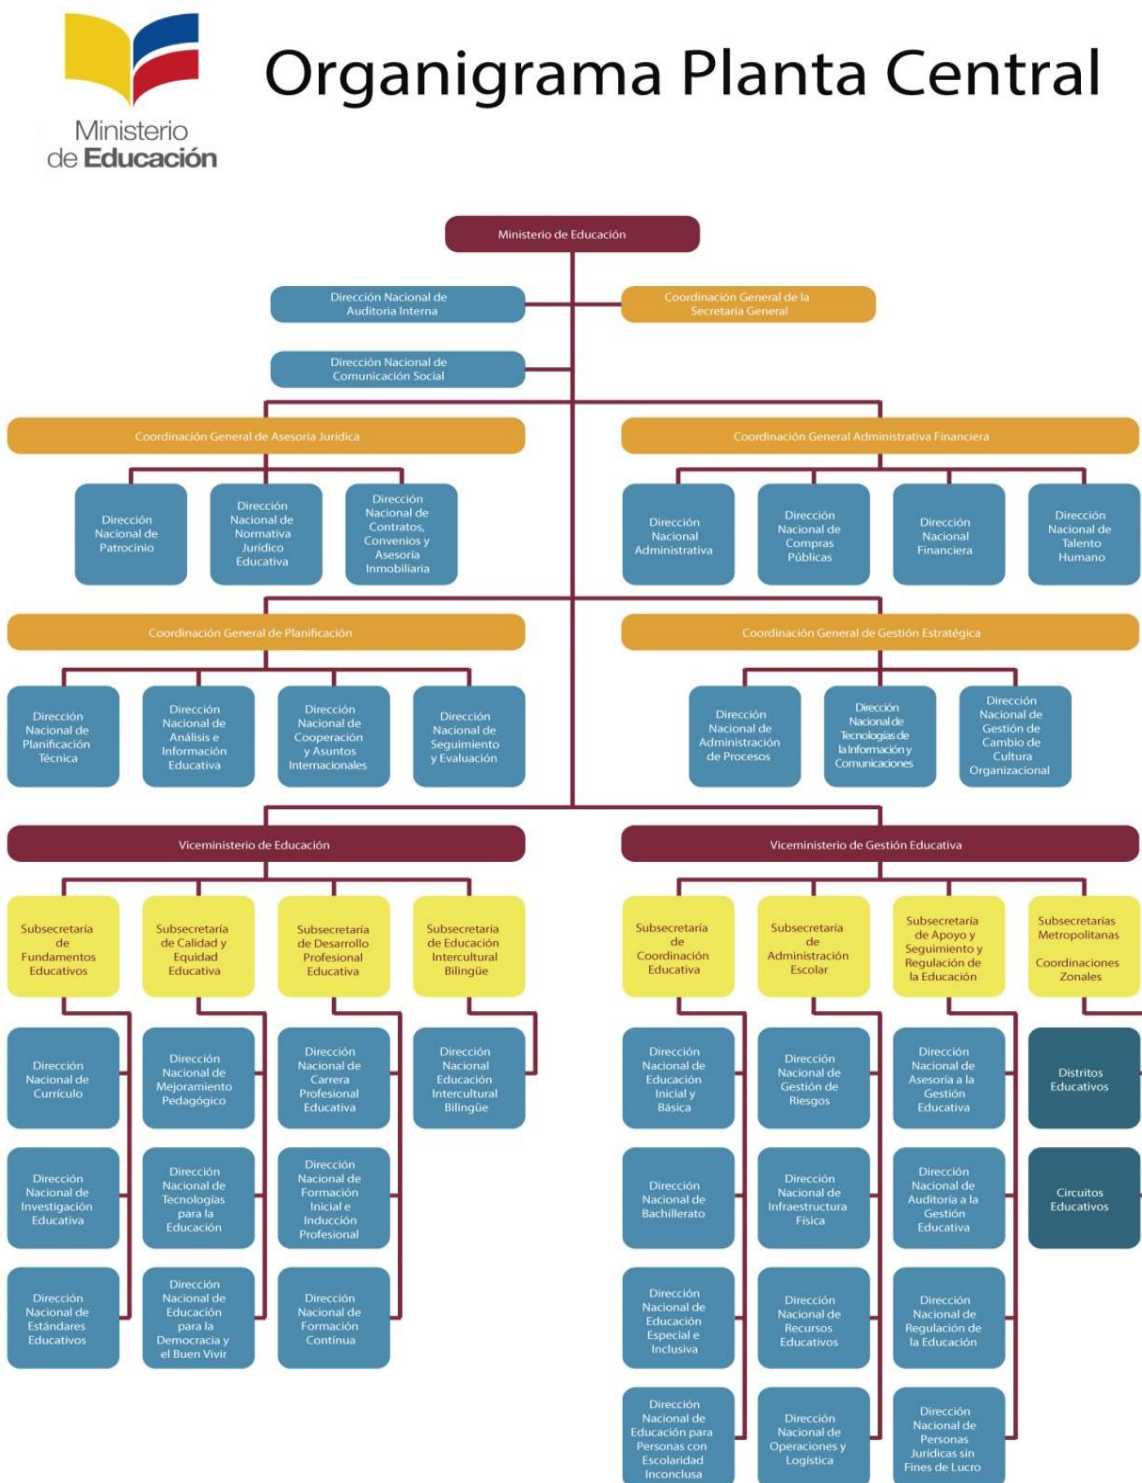 Ministerio
de Educación
Organigrama Planta Central
Ministerio de Educación
Dirección Nacional de
Auditoria Interna
Coordinación General de la
Secretaría General
Dirección Nacional de
Comunicación Social
Coordinación General de Asesoría Jurídica
Coordinación General Administrativa Financiera
Dirección
Nacional de
Patrocinio
Dirección
Nacional de
Normativa
Jurídico
Educativa
Dirección
Nacional de
Contratos,
Convenios y
Asesoría
Inmobiliaria
Dirección
Nacional
Administrativa
Dirección
Nacional de
Compras
Públicas
Dirección
Nacional
Financiera
Dirección
Nacional de
Talento
Humano
Coordinación General de Planificación
Coordinación General de Gestión Estratégica
Dirección
Nacional de
Planificación
Técnica
Dirección
Nacional de
Análisis e
Información
Educativa
Dirección
Nacional de
Cooperación
y Asuntos
Internacionales
Dirección
Nacional de
Seguimiento
y Evaluación
Dirección
Nacional de
Administración
de Procesos
Dirección
Nacional de
Tecnologías de
la Información y
Comunicaciones
Dirección
Nacional de
Gestión de
Cambio de
Cultura
Organizacional
Viceministerio de Educación
Viceministerio de Gestión Educativa
Subsecretaría
de
Fundamentos
Educativos
Subsecretaría
de Calidad y
Equidad
Educativa
Subsecretaría
de Desarrollo
Profesional
Educativa
Subsecretaría
de Educación
Intercultural
Bilingüe
Subsecretaría
de
Coordinación
Educativa
Subsecretaría
de
Administración
Escolar
Subsecretaría
de Apoyo y
Seguimiento y
Regulación de
la Educación
Subsecretarías
Metropolitanas
Coordinaciones
Zonales
Dirección
Nacional de
Currículo
Dirección
Nacional de
Mejoramiento
Pedagógico
Dirección
Nacional de
Carrera
Profesional
Educativa
Dirección
Nacional
Educación
Intercultural
Bilingüe
Dirección
Nacional de
Educación
Inicial y
Básica
Dirección
Nacional de
Gestión de
Riesgos
Dirección
Nacional de
Asesoría a la
Gestión
Educativa
Distritos
Educativos
Dirección
Nacional de
Investigación
Educativa
Dirección
Nacional de
Tecnologías
para la
Educación
Dirección
Nacional de
Formación
Inicial e
Inducción
Profesional
Dirección
Nacional de
Bachillerato
Dirección
Nacional de
Infraestructura
Física
Dirección
Nacional de
Auditoría a la
Gestión
Educativa
Circuitos
Educativos
Dirección
Nacional de
Estándares
Educativos
Dirección
Nacional de
Educación
para la
Democracia y
el Buen Vivir
Dirección
Nacional de
Formación
Contínua
Dirección
Nacional de
Educación
Especial e
Inclusiva
Dirección
Nacional de
Recursos
Educativos
Dirección
Nacional de
Regulación de
la Educación
Dirección
Nacional de
Educación para
Personas con
Escolaridad
Inconclusa
Dirección
Nacional de
Operaciones y
Logística
Dirección
Nacional de
Personas
Jurídicas sin
Fines de Lucro